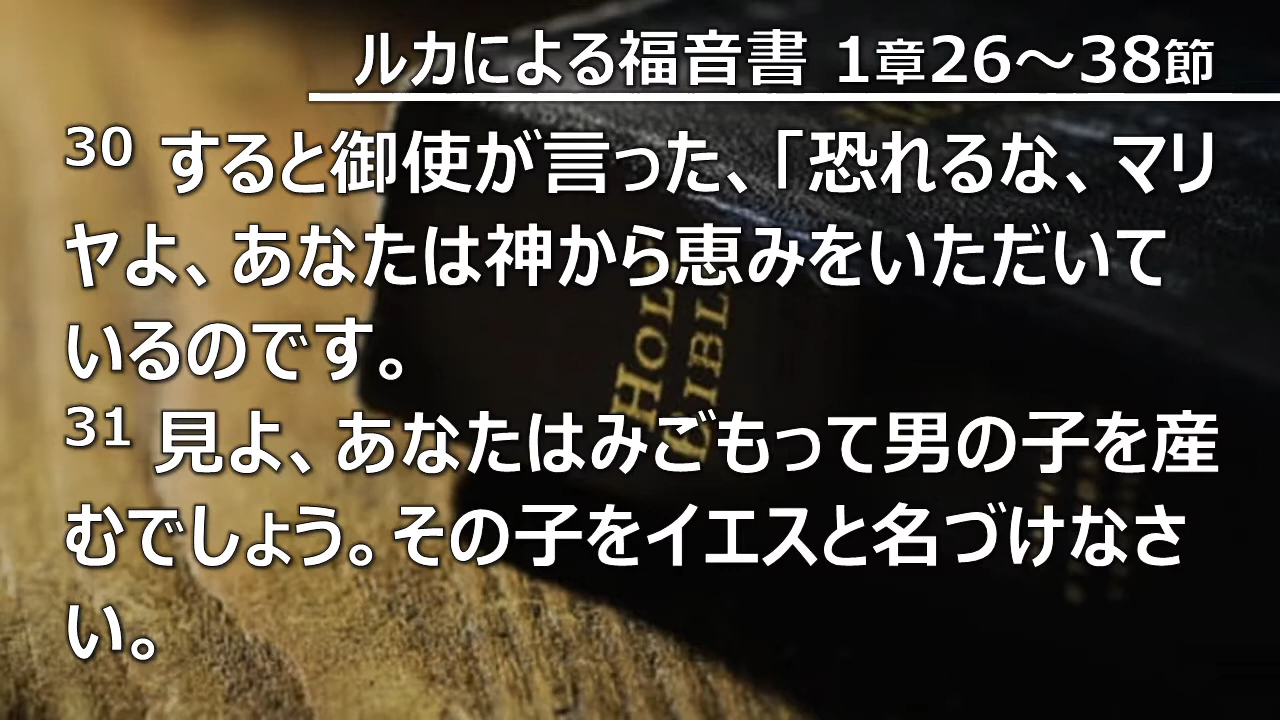 ルカによる福音書 1章26～38節
30 すると御使が言った、「恐れるな、マリ
ヤよ、あなたは神から恵みをいただいて
いるのです。
31 見よ、あなたはみごもって男の子を産
むでしょう。その子をイエスと名づけなさ
い。
HOLY
BIBL